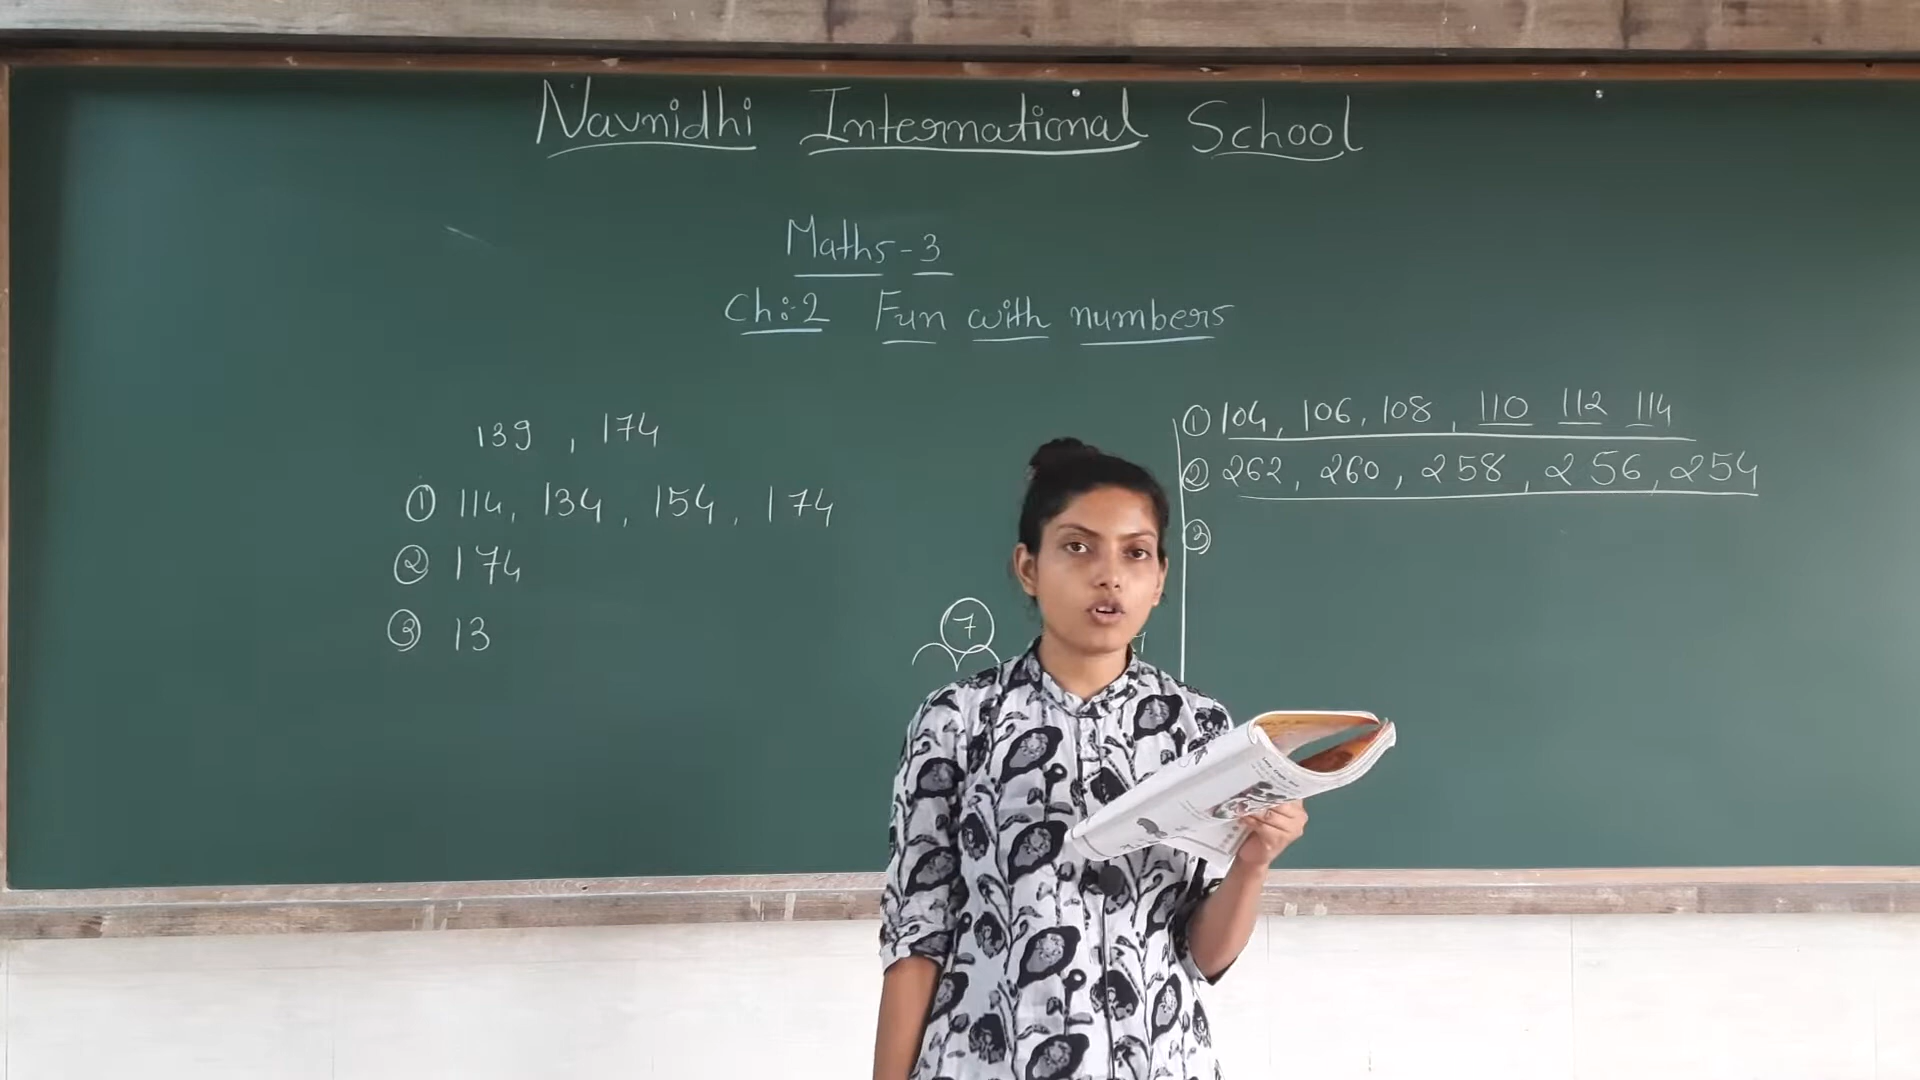 Navnidhi International School
Maths-3
Ch:-2 Fun with numbers
139 , 174
① 114, 134, 154, 174
② 174
③ 13
7
① 104, 106, 108, 110 112 114
② 262, 260, 258, 256, 254
③